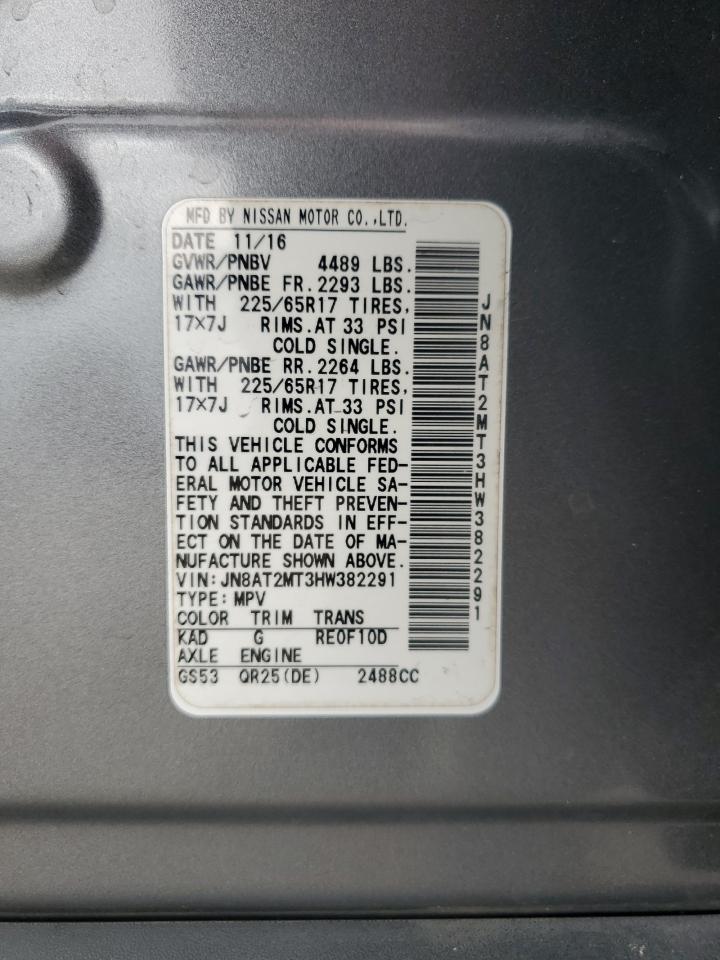 MFD BY NISSAN MOTOR CO.,LTD.
DATE 11/16
GVWR/PNBV 4489 LBS.
GAWR/PNBE FR.2293 LBS.
WITH 225/65R17 TIRES,
17x7J RIMS.AT 33 PSI
COLD SINGLE.
GAWR/PNBE RR.2264 LBS.
WITH 225/65R17 TIRES,
17x7J RIMS.AT 33 PSI
COLD SINGLE.
THIS VEHICLE CONFORMS
TO ALL APPLICABLE FED-
ERAL MOTOR VEHICLE SA-
FETY AND THEFT PREVEN-
TION STANDARDS IN EFF-
ECT ON THE DATE OF MA-
NUFACTURE SHOWN ABOVE.
VIN:JN8AT2MT3HW382291
TYPE:MPV
COLOR TRIM TRANS
KAD G RE0F10D
AXLE ENGINE
GS53 QR25(DE) 2488CC
JN8AT2MT3HW382291